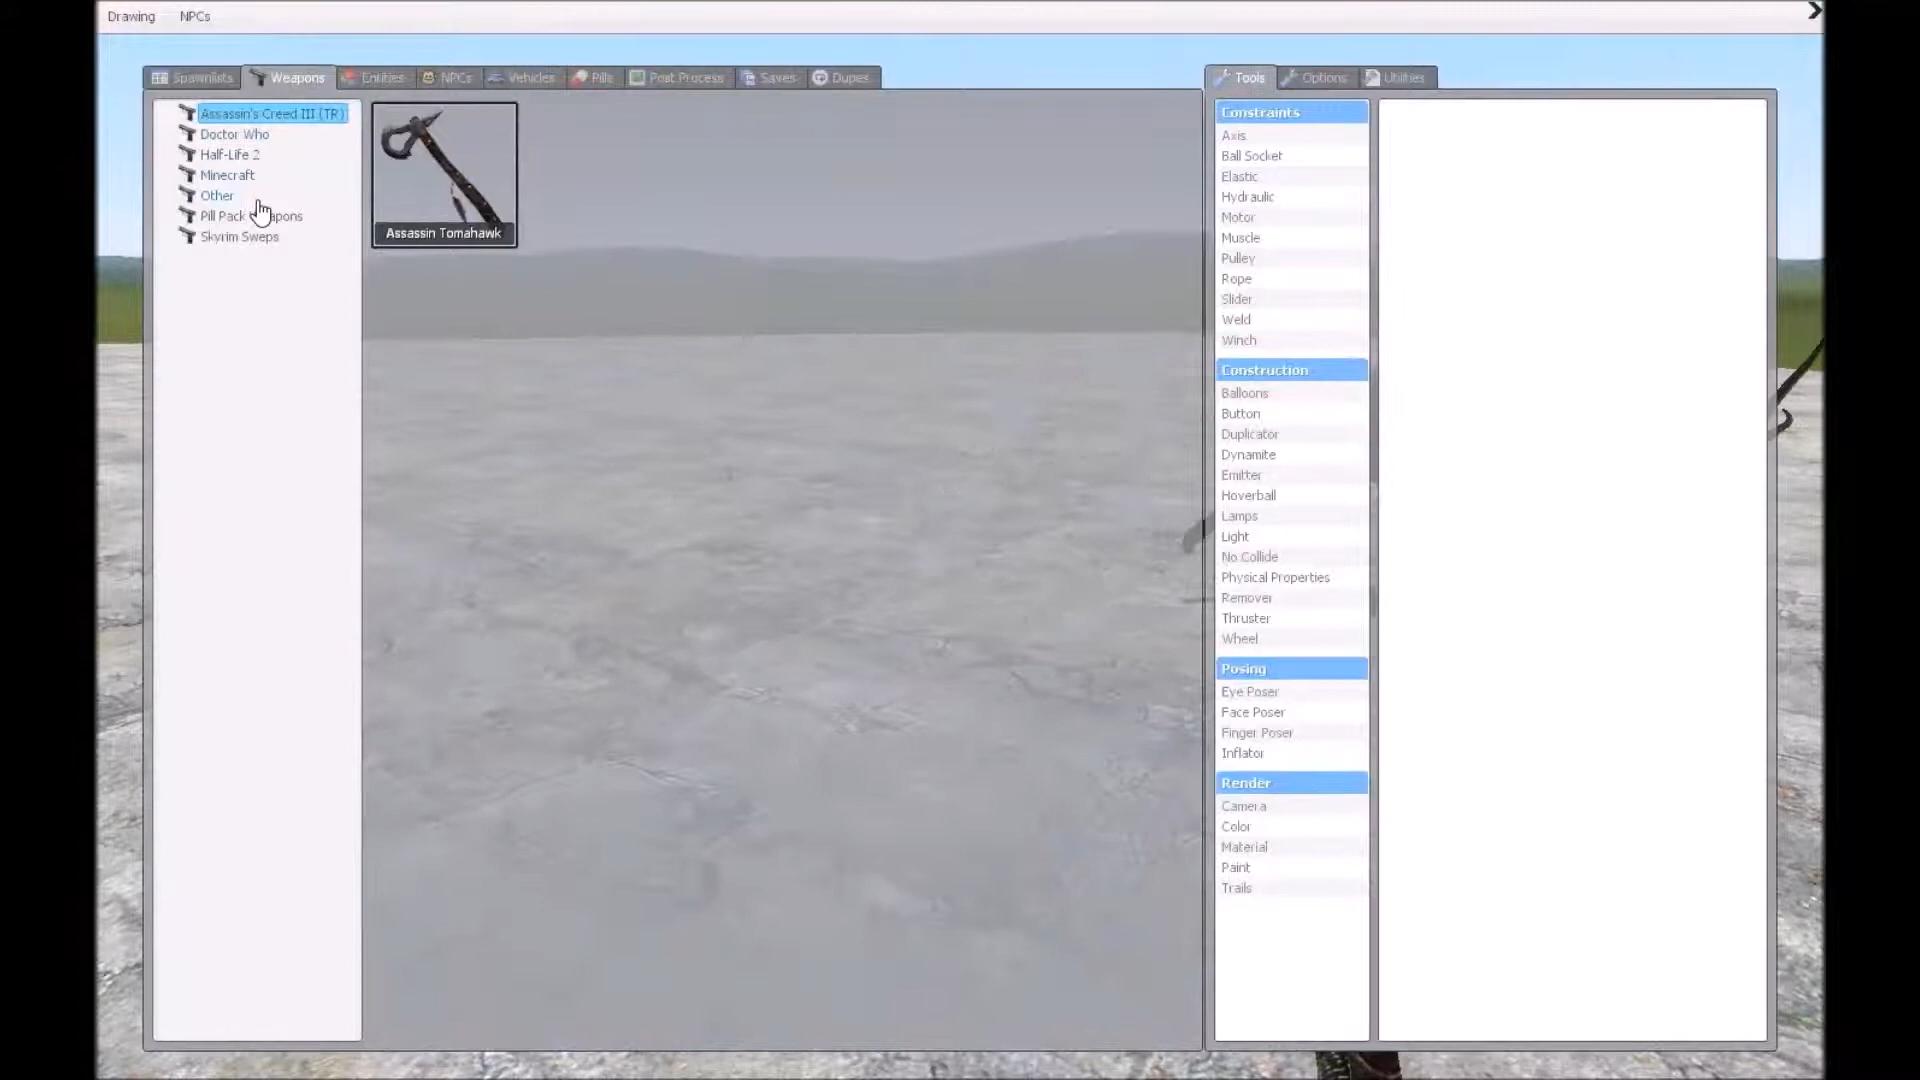 Drawing NPCs
Spawnlists Weapons Entities NPCs Vehicles Pills Post Process Saves Dupes
Assassin's Creed III (TR)
Doctor Who
Half-Life 2
Minecraft
Other
Pill Pack
Skyrim Sweps
Assassin Tomahawk
Tools Options Utilities
Constraints
Axis
Ball Socket
Elastic
Hydraulic
Motor
Muscle
Pulley
Rope
Slider
Weld
Winch
Construction
Balloons
Button
Duplicator
Dynamite
Emitter
Hoverball
Lamps
Light
No Collide
Physical Properties
Remover
Thruster
Wheel
Posing
Eye Poser
Face Poser
Finger Poser
Inflator
Render
Camera
Color
Material
Paint
Trails